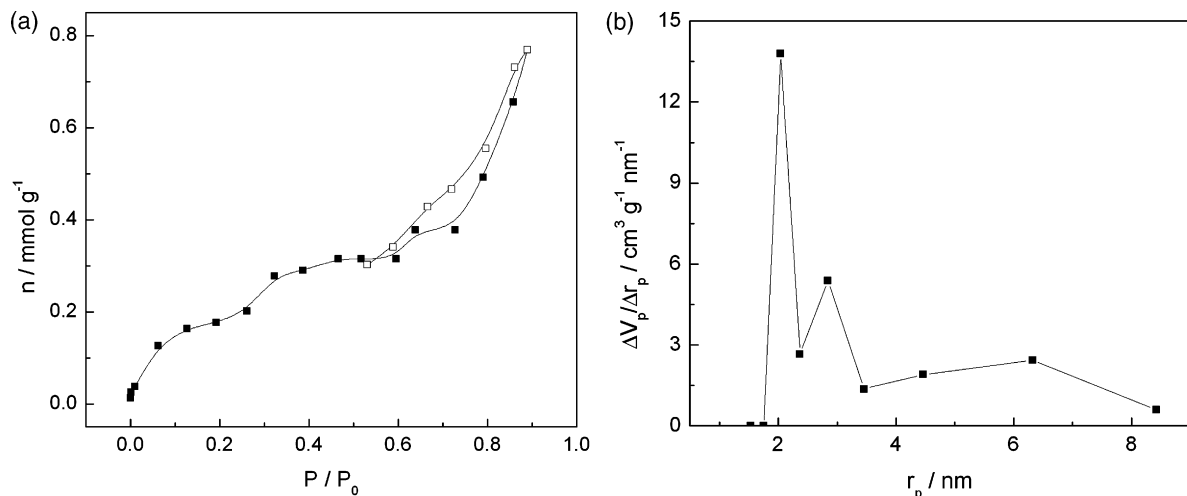 (a)
n / mmol g⁻¹
0.8
0.6
0.4
0.2
0.0
0.0 0.2 0.4 0.6 0.8 1.0
P / P₀
(b)
ΔVₚ/Δrₚ / cm³ g⁻¹ nm⁻¹
15
12
9
6
3
0
2 4 6 8
rₚ / nm